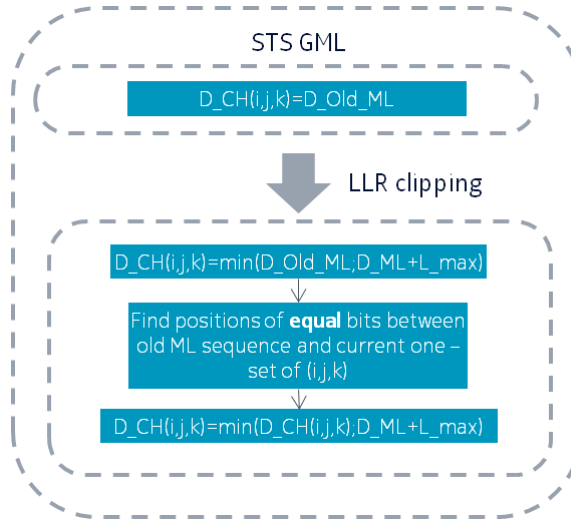 STS GML
D_CH(i,j,k)=D_Old_ML
LLR clipping
D_CH(i,j,k)=min(D_Old_ML;D_ML+L_max)
Find positions of equal bits between
old ML sequence and current one –
set of (i,j,k)
D_CH(i,j,k)=min(D_CH(i,j,k);D_ML+L_max)